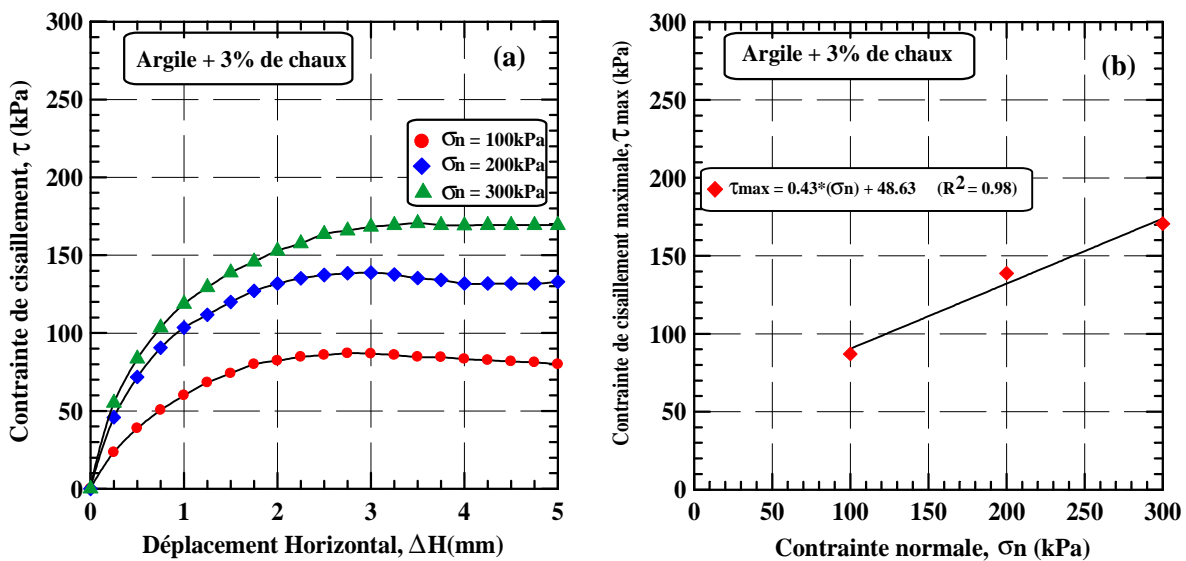 Argile + 3% de chaux
(a)
σn = 100kPa
σn = 200kPa
σn = 300kPa
Contrainte de cisaillement, τ (kPa)
300
250
200
150
100
50
0
0 1 2 3 4 5
Déplacement Horizontal, ΔH(mm)
Argile + 3% de chaux
(b)
τmax = 0.43*(σn) + 48.63 (R² = 0.98)
Contrainte de cisaillement maximale, τ max (kPa)
300
250
200
150
100
50
0
0 50 100 150 200 250 300
Contrainte normale, σn (kPa)